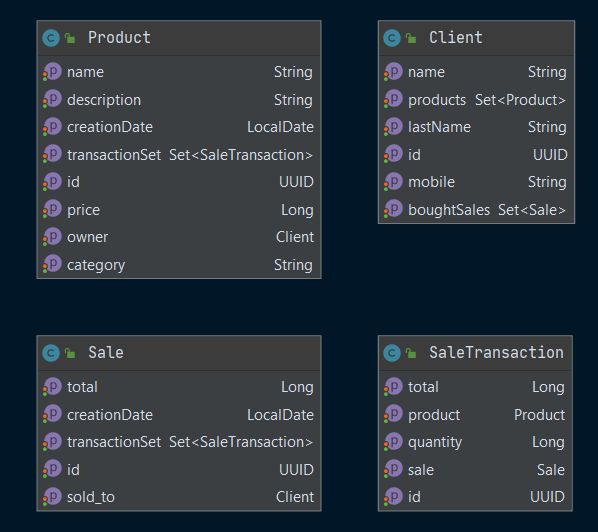 Product
name String
description String
creationDate LocalDate
transactionSet Set<SaleTransaction>
id UUID
price Long
owner Client
category String
Client
name String
products Set<Product>
lastName String
id UUID
mobile String
boughtSales Set<Sale>
Sale
total Long
creationDate LocalDate
transactionSet Set<SaleTransaction>
id UUID
sold_to Client
SaleTransaction
total Long
product Product
quantity Long
sale Sale
id UUID